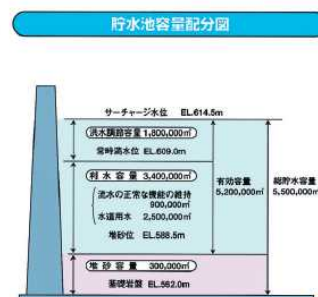 貯水池容量配分図
サーチャージ水位 EL.614.5m
洪水調節容量 1,800,000㎥
常時満水位 EL.609.0m
利水容量 3,400,000㎥
流水の正常な機能の維持
900,000㎥
水道用水 2,500,000㎥
堆砂位 EL.588.5m
有効容量
5,200,000㎥
総貯水容量
5,500,000㎥
堆砂容量 300,000㎥
基礎岩盤 EL.562.0m